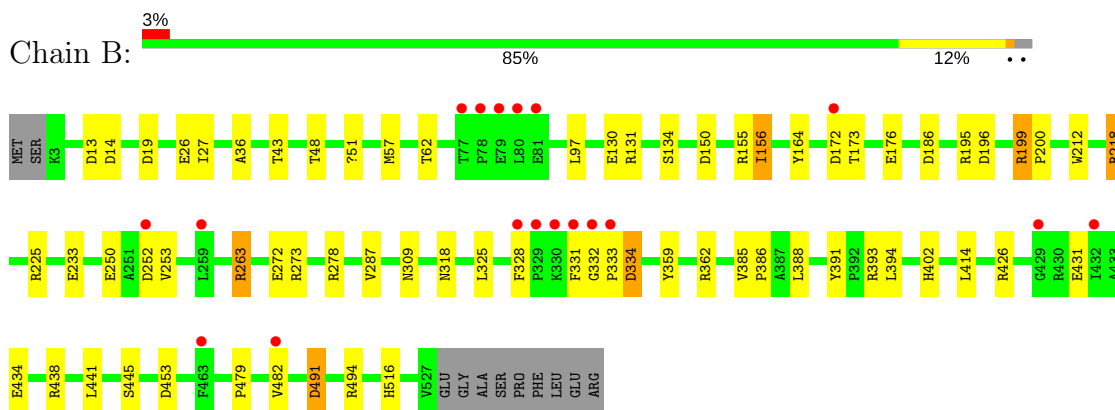 3%
Chain B:
85% 12% • •
MET SER K3 D13 D14 D19 E26 I27 A36 T43 T48 ?51 M57 T62 T77 P78 E79 L80 E81 L97 E130 R131 S134 D150 R155 I156 Y164 D172 T173 E176 D186 R195 D196 R199 P200 W212
R225 E233 E250 A251 D252 V253 L259 R263 E272 R273 R278 V287 N309 N318 L325 F328 P329 K330 F331 G332 P333 D334 Y359 R362 V385 P386 A387 L388 Y391 P392 R393 L394 H402 L414 R426 G429 R430 E431 I432
E434 R438 L441 S445 D453 F463 P479 V482 D491 R494 H516 V527 GLU GLY ALA SER PRO PHE LEU GLU ARG